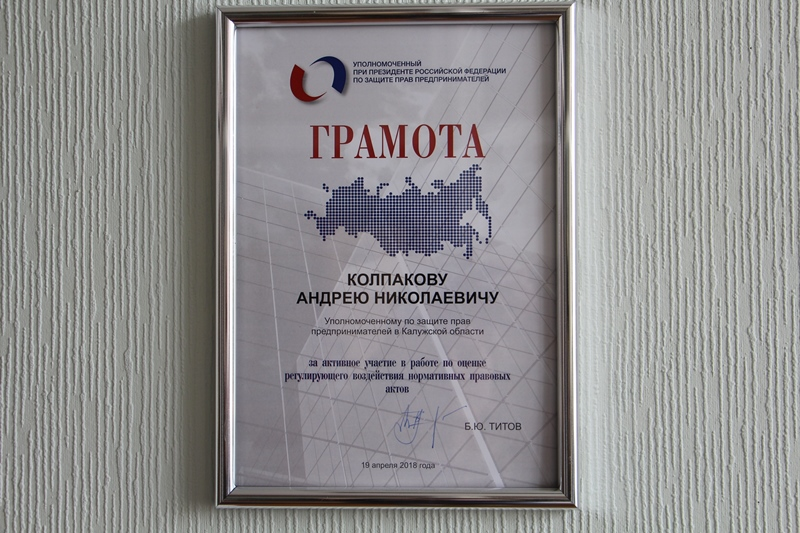 УПОЛНОМОЧЕННЫЙ
ПРИ ПРЕЗИДЕНТЕ РОССИЙСКОЙ ФЕДЕРАЦИИ
ПО ЗАЩИТЕ ПРАВ ПРЕДПРИНИМАТЕЛЕЙ
ГРАМОТА
КОЛПАКОВУ
АНДРЕЮ НИКОЛАЕВИЧУ
Уполномоченному по защите прав
предпринимателей в Калужской области
за активное участие в работе по оценке
регулирующего воздействия нормативных правовых
актов
Б.Ю. ТИТОВ
19 апреля 2018 года